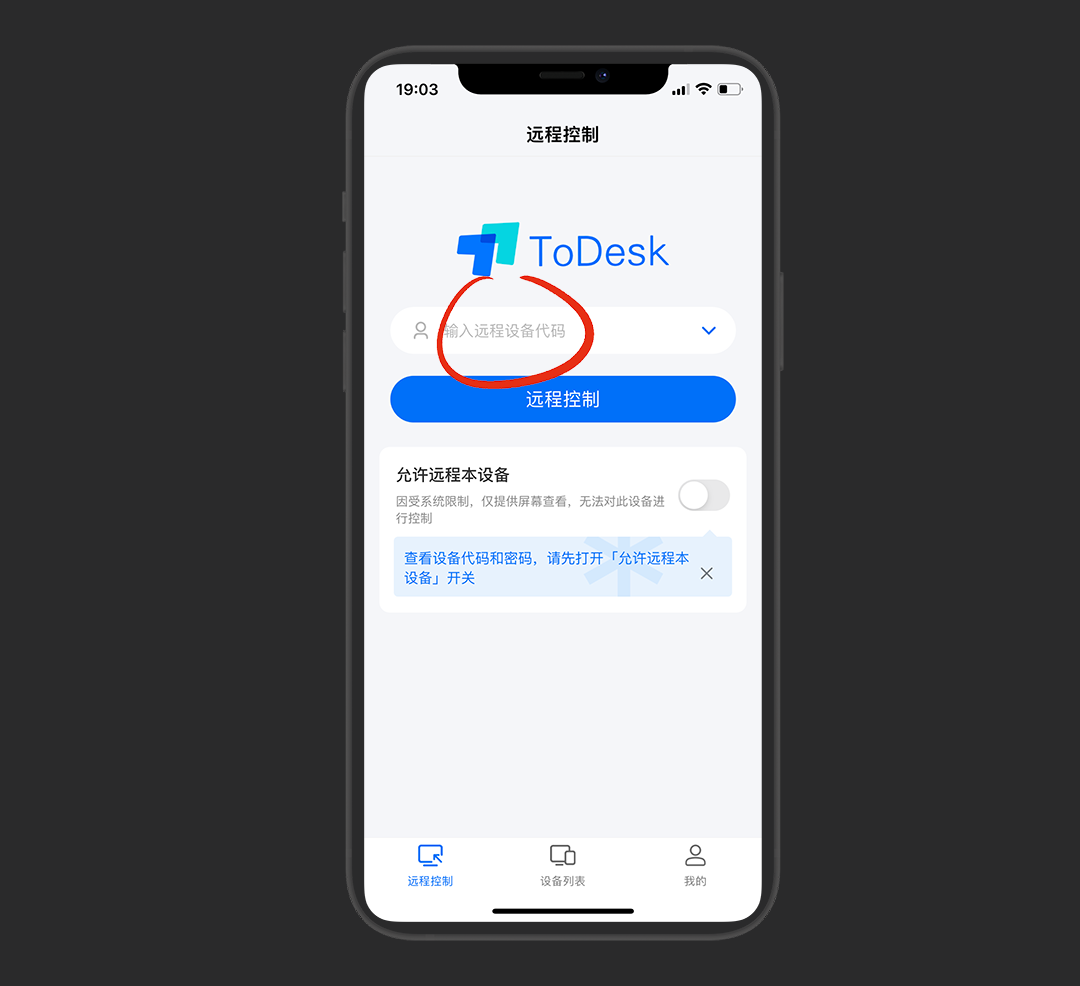 19:03
远程控制
ToDesk
输入远程设备代码
远程控制
允许远程本设备
因受系统限制，仅提供屏幕查看，无法对此设备进
行控制
查看设备代码和密码，请先打开「允许远程本
设备」开关
远程控制
设备列表
我的